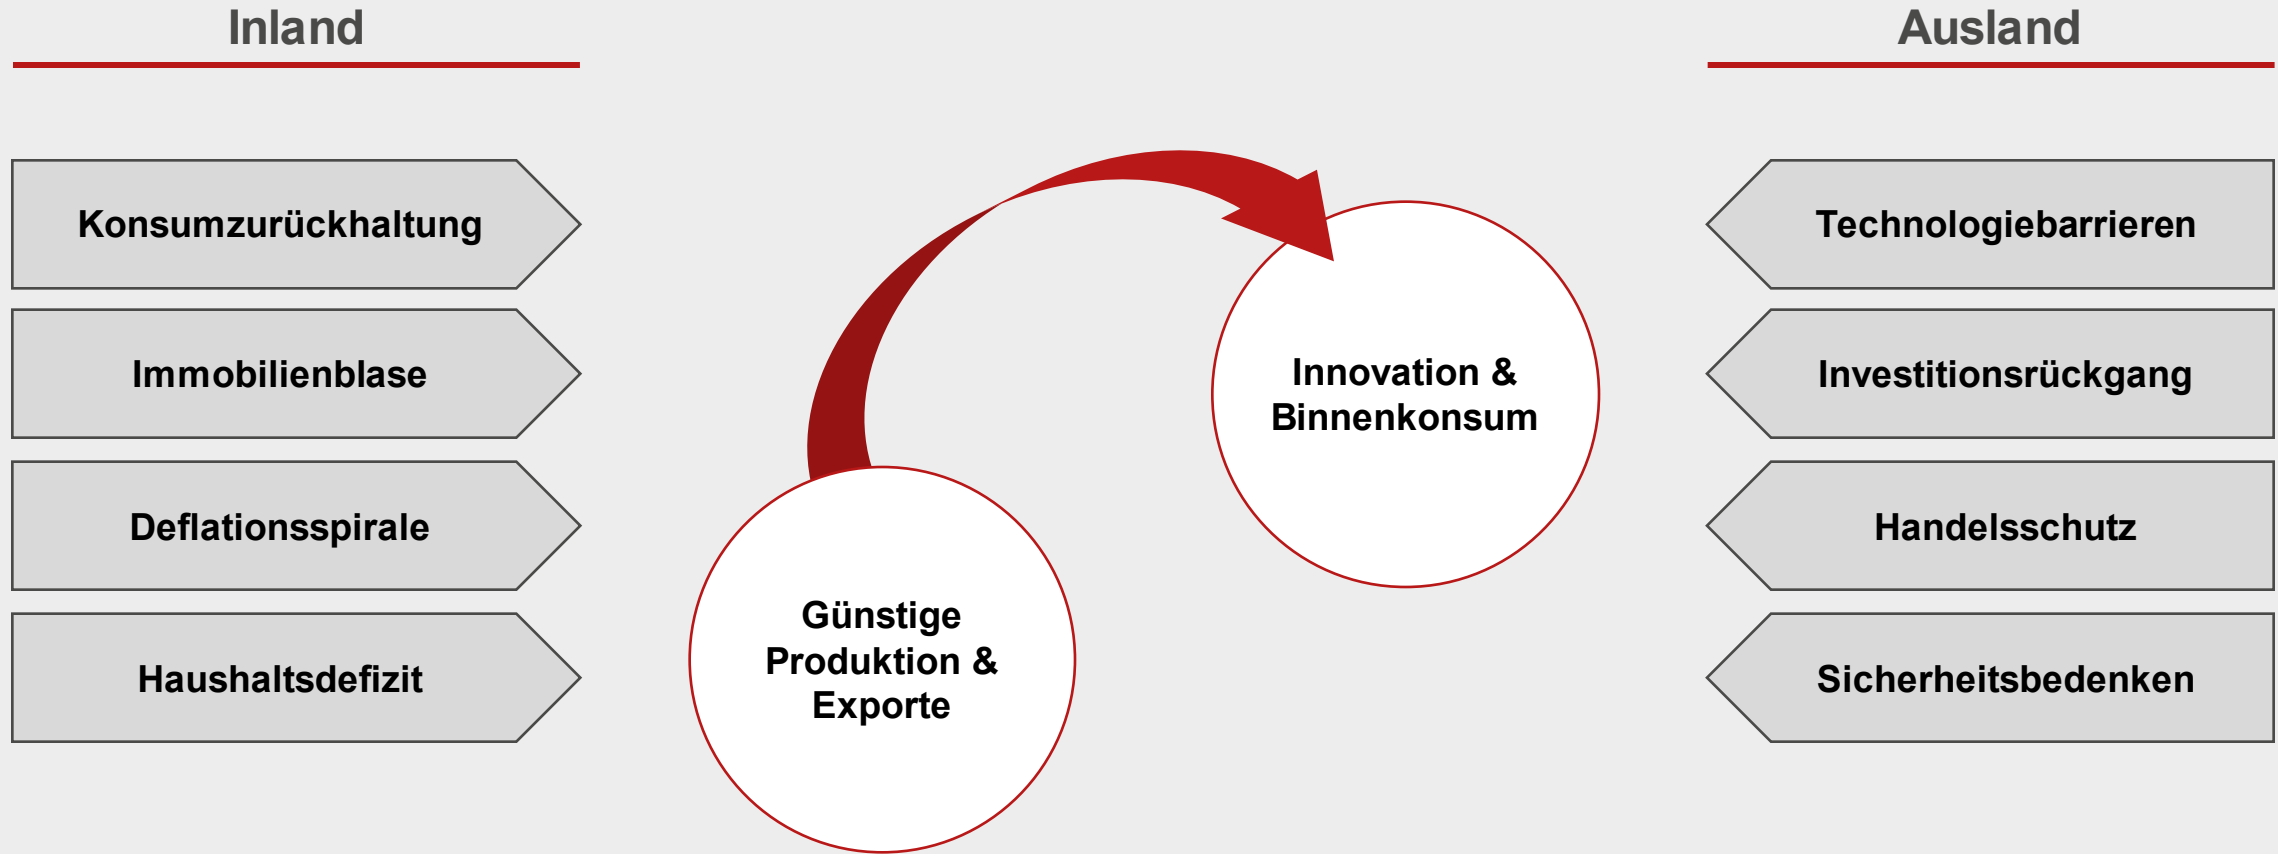 Inland
Konsumzurückhaltung
Immobilienblase
Deflationsspirale
Haushaltsdefizit
Günstige
Produktion &
Exporte
Innovation &
Binnenkonsum
Ausland
Technologiebarrieren
Investitionsrückgang
Handelsschutz
Sicherheitsbedenken